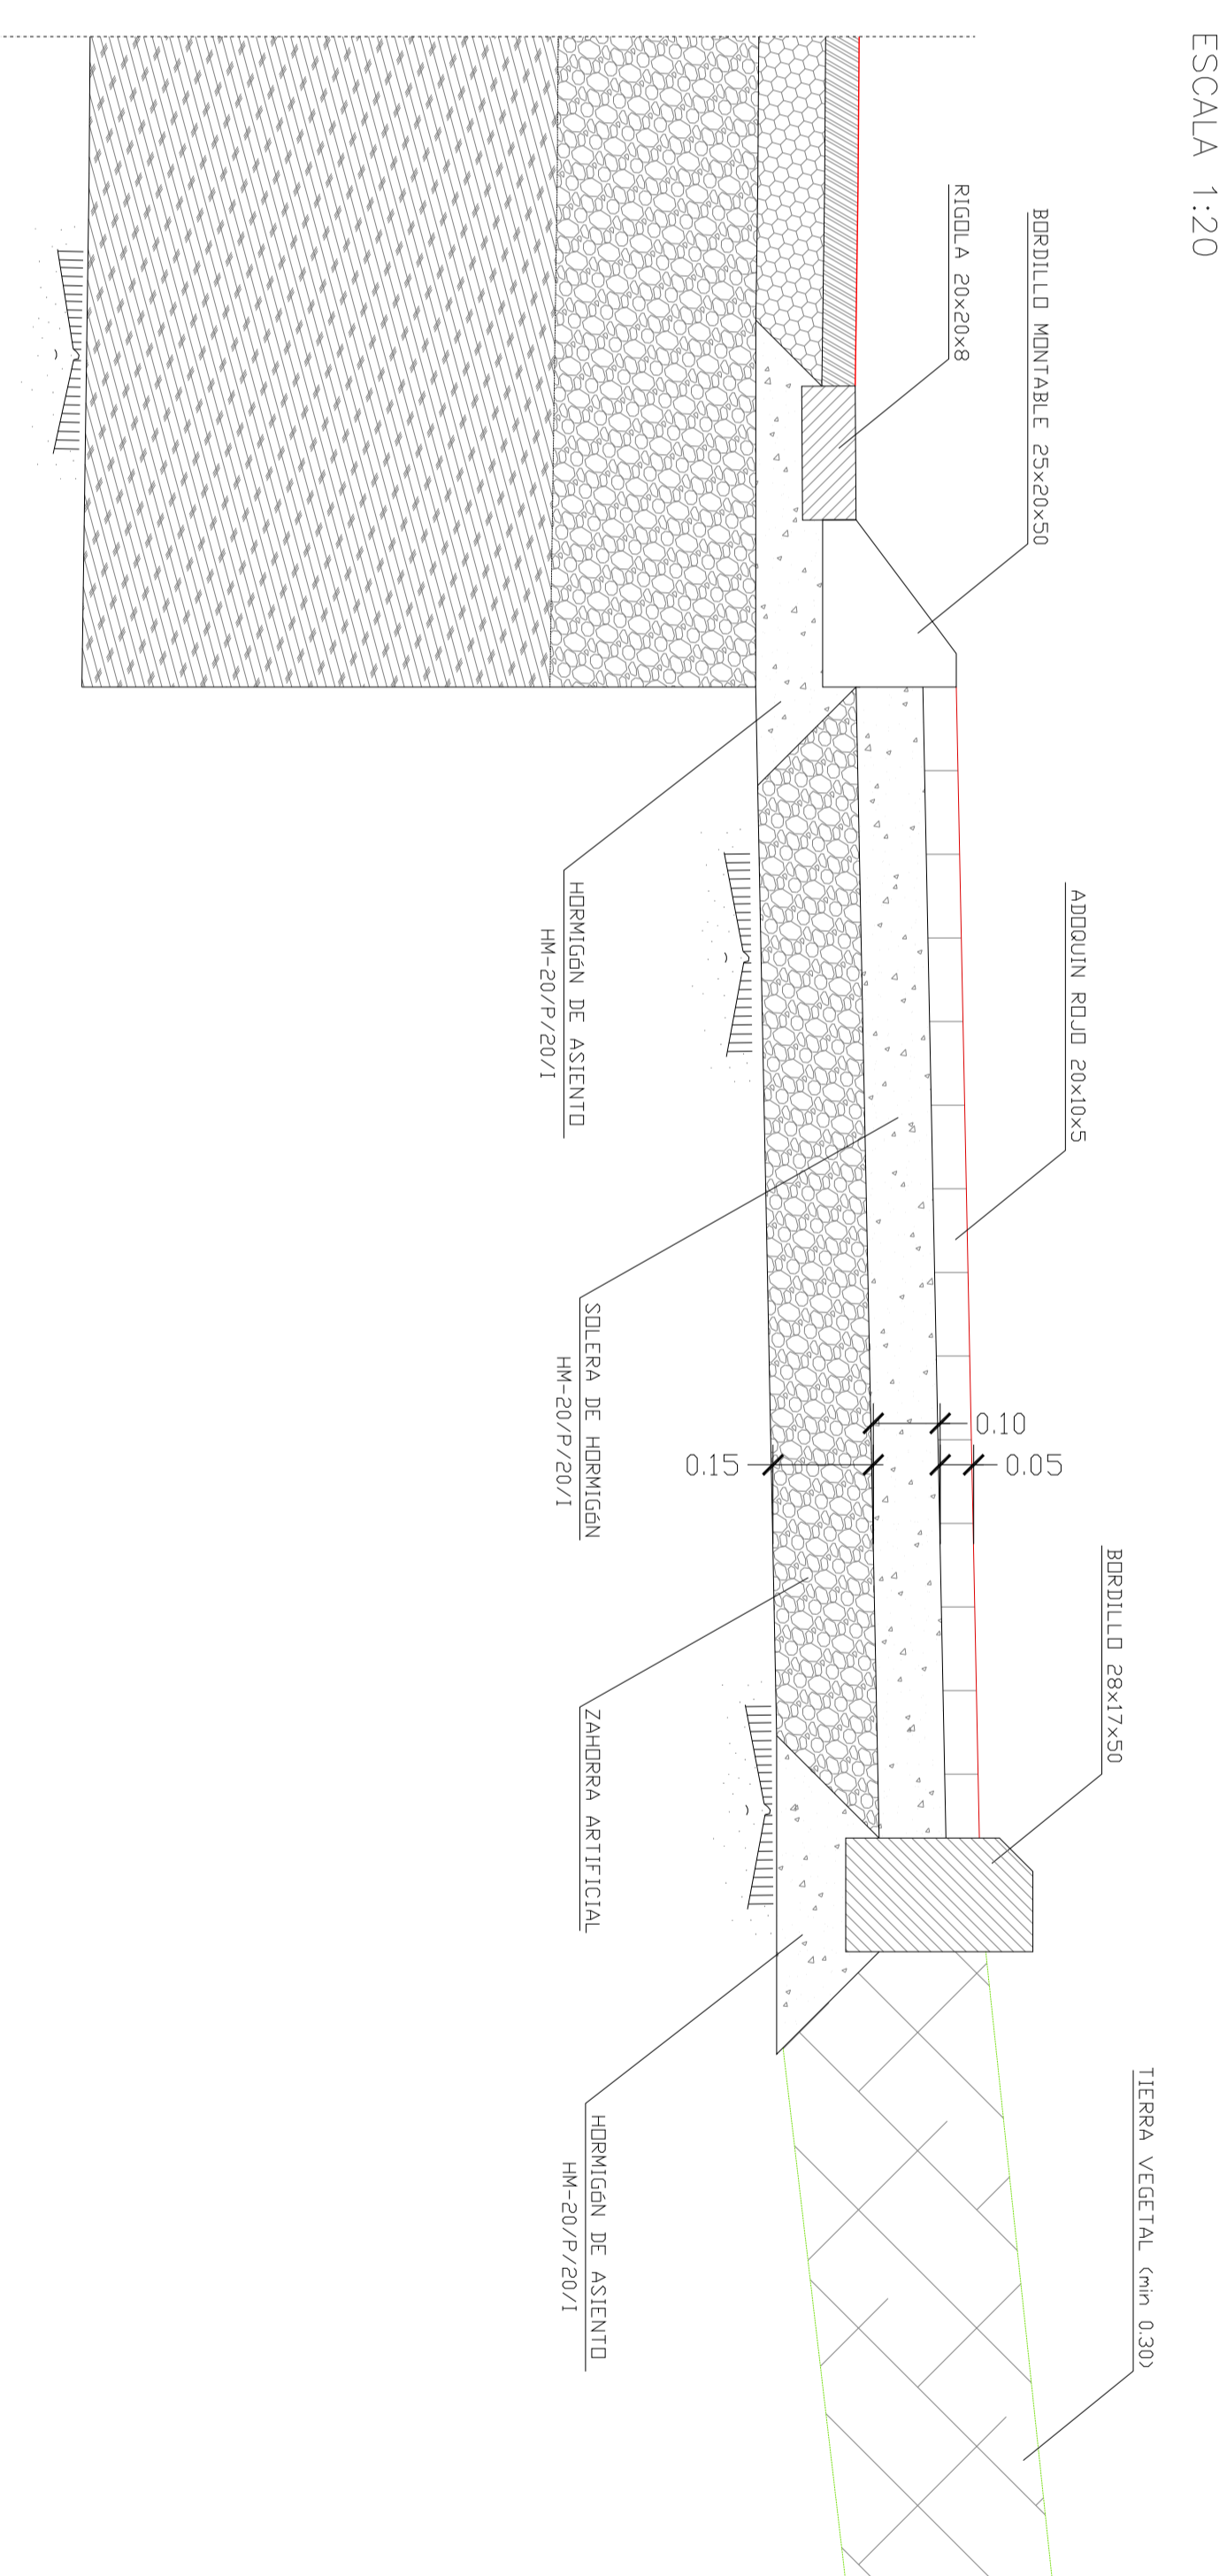 ESCALA 1:20
RIGOLA 20x20x8
BORDILLO MONTABLE 25x20x50
ADOQUIN ROJO 20x10x5
BORDILLO 28x17x50
TIERRA VEGETAL (min 0.30)
0.10
0.05
0.15
HORMIGóN DE ASIENTO
HM-20/P/20/I
SOLERA DE HORMIGóN
HM-20/P/20/I
ZAHORRA ARTIFICIAL
HORMIGóN DE ASIENTO
HM-20/P/20/I